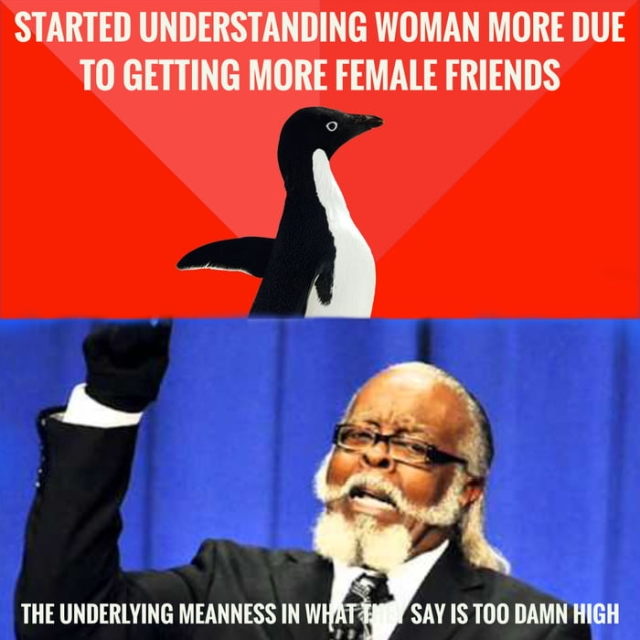 STARTED UNDERSTANDING WOMAN MORE DUE
TO GETTING MORE FEMALE FRIENDS
THE UNDERLYING MEANNESS IN WHAT THEY SAY IS TOO DAMN HIGH